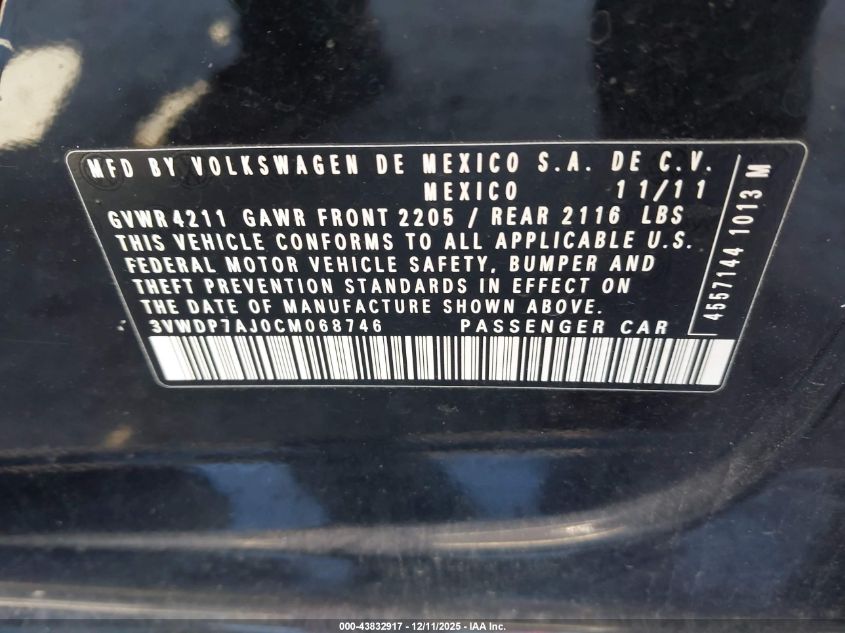 MFD BY VOLKSWAGEN DE MEXICO S.A. DE C.V.
MEXICO 11/11
GVWR 4211 GAWR FRONT 2205 / REAR 2116 LBS
THIS VEHICLE CONFORMS TO ALL APPLICABLE U.S.
FEDERAL MOTOR VEHICLE SAFETY, BUMPER AND
THEFT PREVENTION STANDARDS IN EFFECT ON
THE DATE OF MANUFACTURE SHOWN ABOVE.
3VWDP7AJ0CM068746 PASSENGER CAR
4557144 1013 M
000-43832917 - 12/11/2025 - IAA Inc.